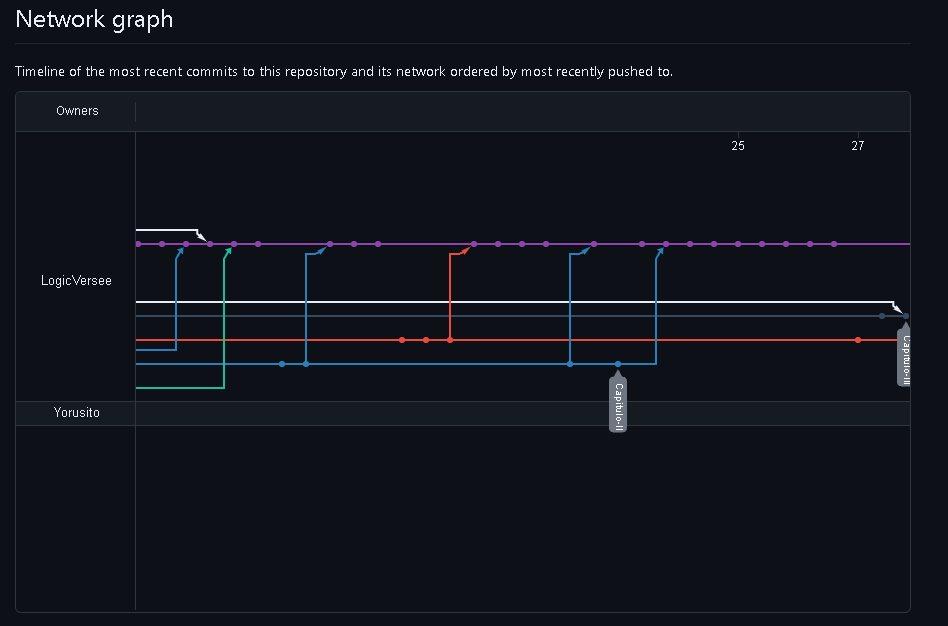 Network graph
Timeline of the most recent commits to this repository and its network ordered by most recently pushed to.
Owners
25
27
LogicVersee
Capitulo-III
Capitulo-II
Yorusito